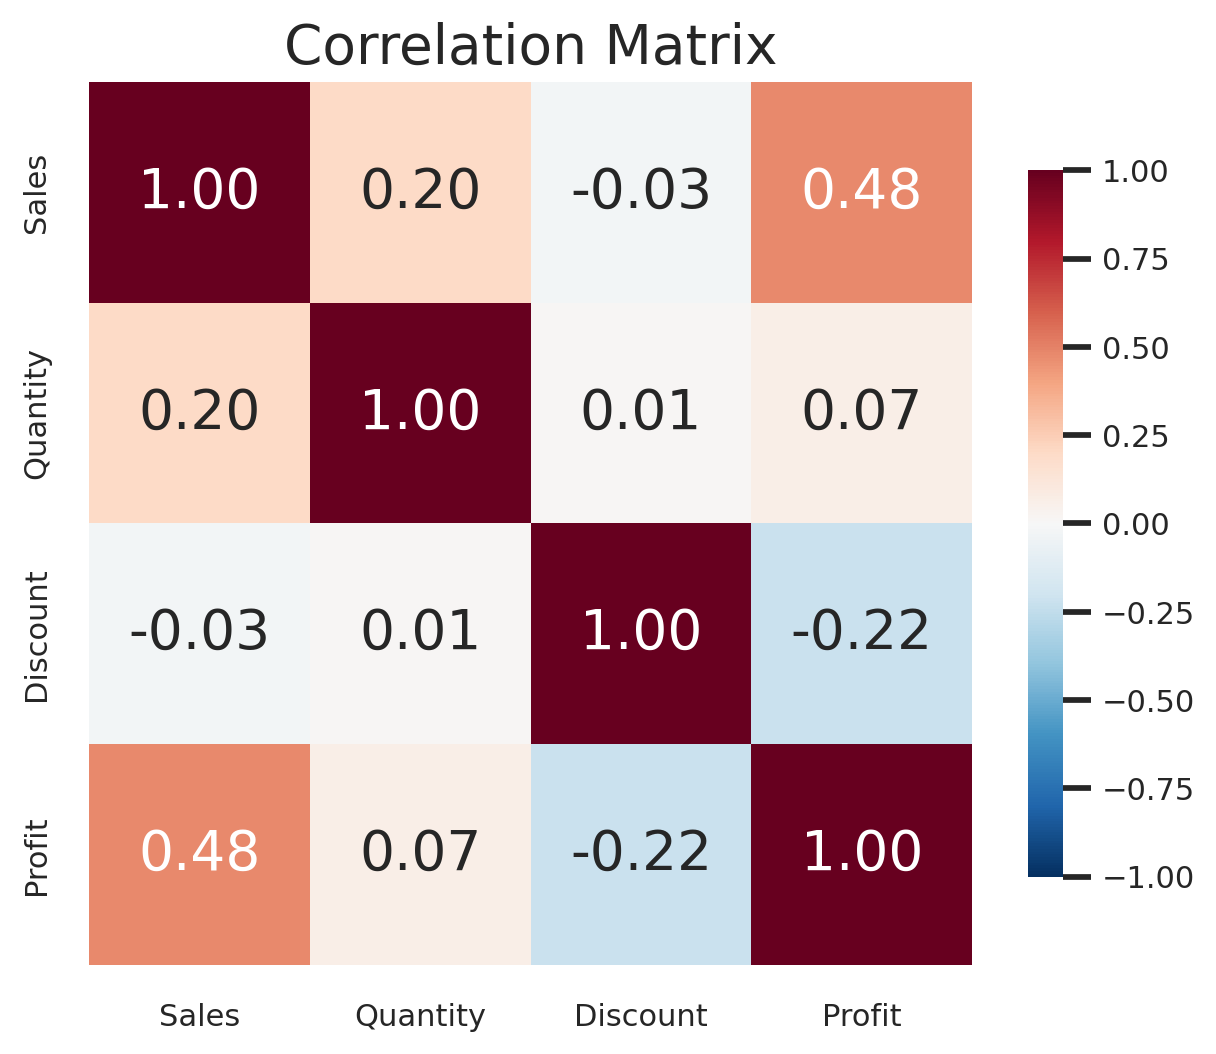 Correlation Matrix
Sales 1.00 0.20 -0.03 0.48
Quantity 0.20 1.00 0.01 0.07
Discount -0.03 0.01 1.00 -0.22
Profit 0.48 0.07 -0.22 1.00
Sales Quantity Discount Profit
1.00
0.75
0.50
0.25
0.00
−0.25
−0.50
−0.75
−1.00